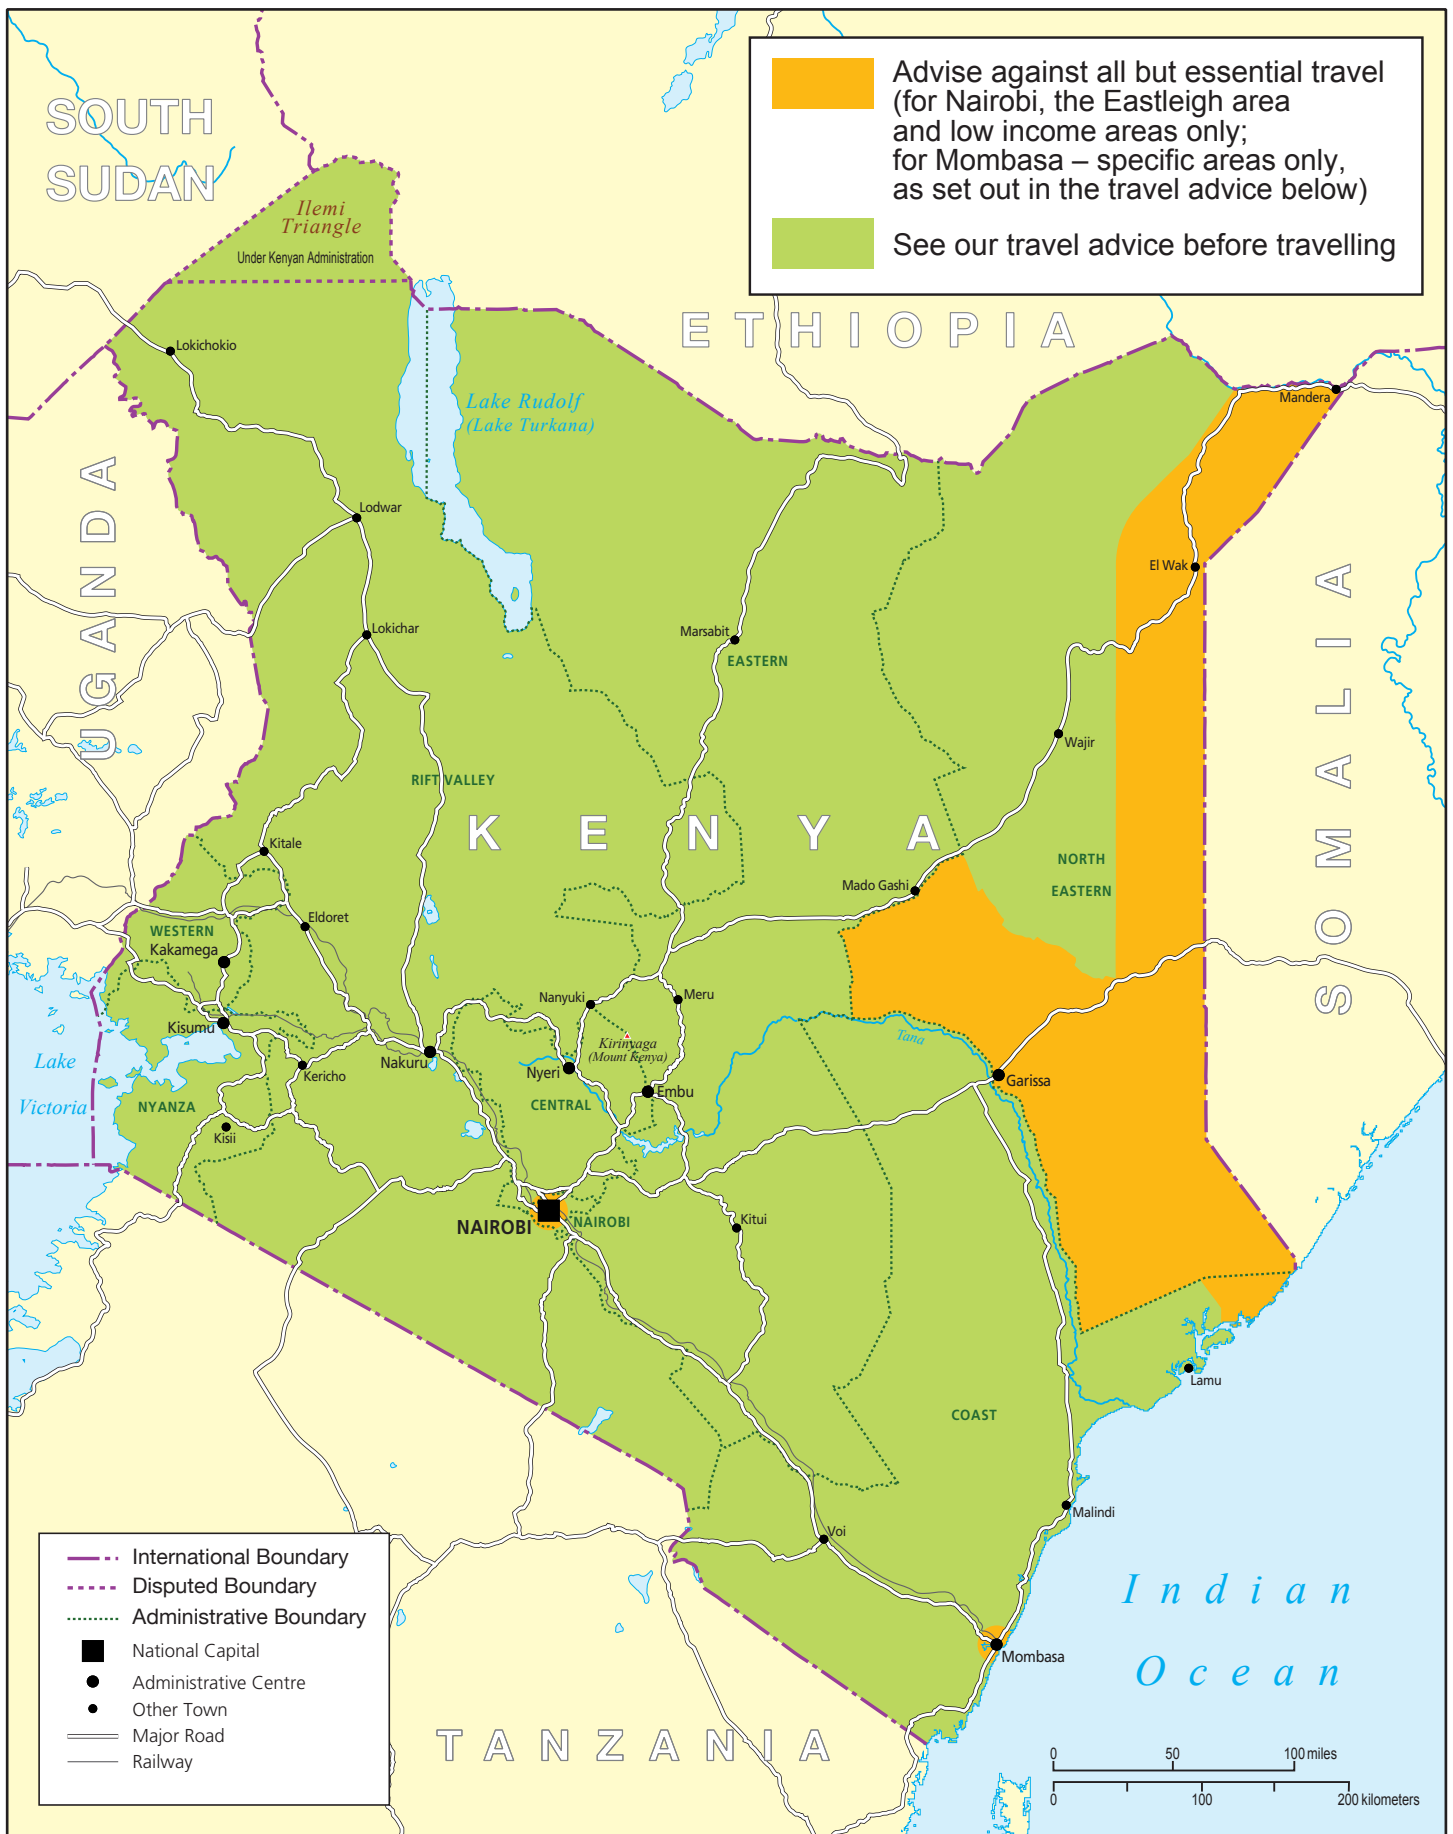 Advise against all but essential travel
(for Nairobi, the Eastleigh area
and low income areas only;
for Mombasa – specific areas only,
as set out in the travel advice below)
See our travel advice before travelling
SOUTH
SUDAN
Ilemi
Triangle
Under Kenyan Administration
ETHIOPIA
Lokichokio
Mandera
Lake Rudolf
(Lake Turkana)
UGANDA
Lodwar
El Wak
SOMALIA
Lokichar
Marsabit
EASTERN
Wajir
RIFT VALLEY
KENYA
Kitale
NORTH
EASTERN
Mado Gashi
Eldoret
WESTERN
Kakamega
Nanyuki
Meru
Kisumu
Kirinyaga
(Mount Kenya)
Tana
Lake
Victoria
Nakuru
Nyeri
Kericho
Garissa
Embu
NYANZA
CENTRAL
Kisii
NAIROBI
NAIROBI
Kitui
Lamu
COAST
Malindi
Voi
Indian
Ocean
Mombasa
TANZANIA
International Boundary
Disputed Boundary
Administrative Boundary
National Capital
Administrative Centre
Other Town
Major Road
Railway
0 50 100 miles
0 100 200 kilometers